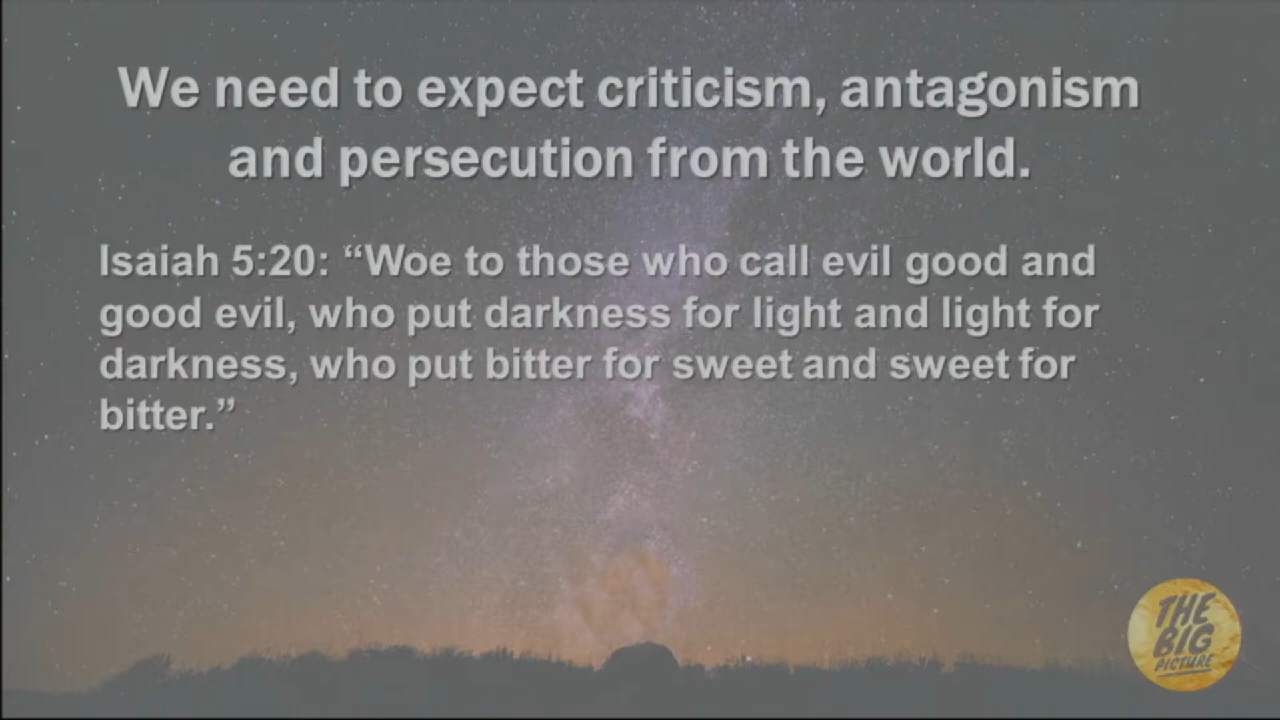 We need to expect criticism, antagonism
and persecution from the world.
Isaiah 5:20: “Woe to those who call evil good and
good evil, who put darkness for light and light for
darkness, who put bitter for sweet and sweet for
bitter.”
THE
BIG
PICTURE